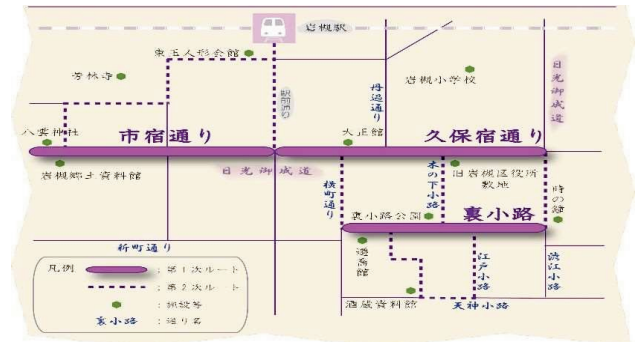 岩槻駅
東玉人形会館
芳林寺
駅前通り
丹過通り
岩槻小学校
日光御成道
八雲神社
市宿通り
大正館
久保宿通り
岩槻郷土資料館
日光御成道
横町通り
木の下小路
旧岩槻区役所
敷地
時の鐘
裏小路公園
裏小路
新町通り
遷喬館
江戸小路
渋江小路
酒蔵資料館
天神小路
凡例
：第1次ルート
：第2次ルート
：施設等
裏小路：通り名